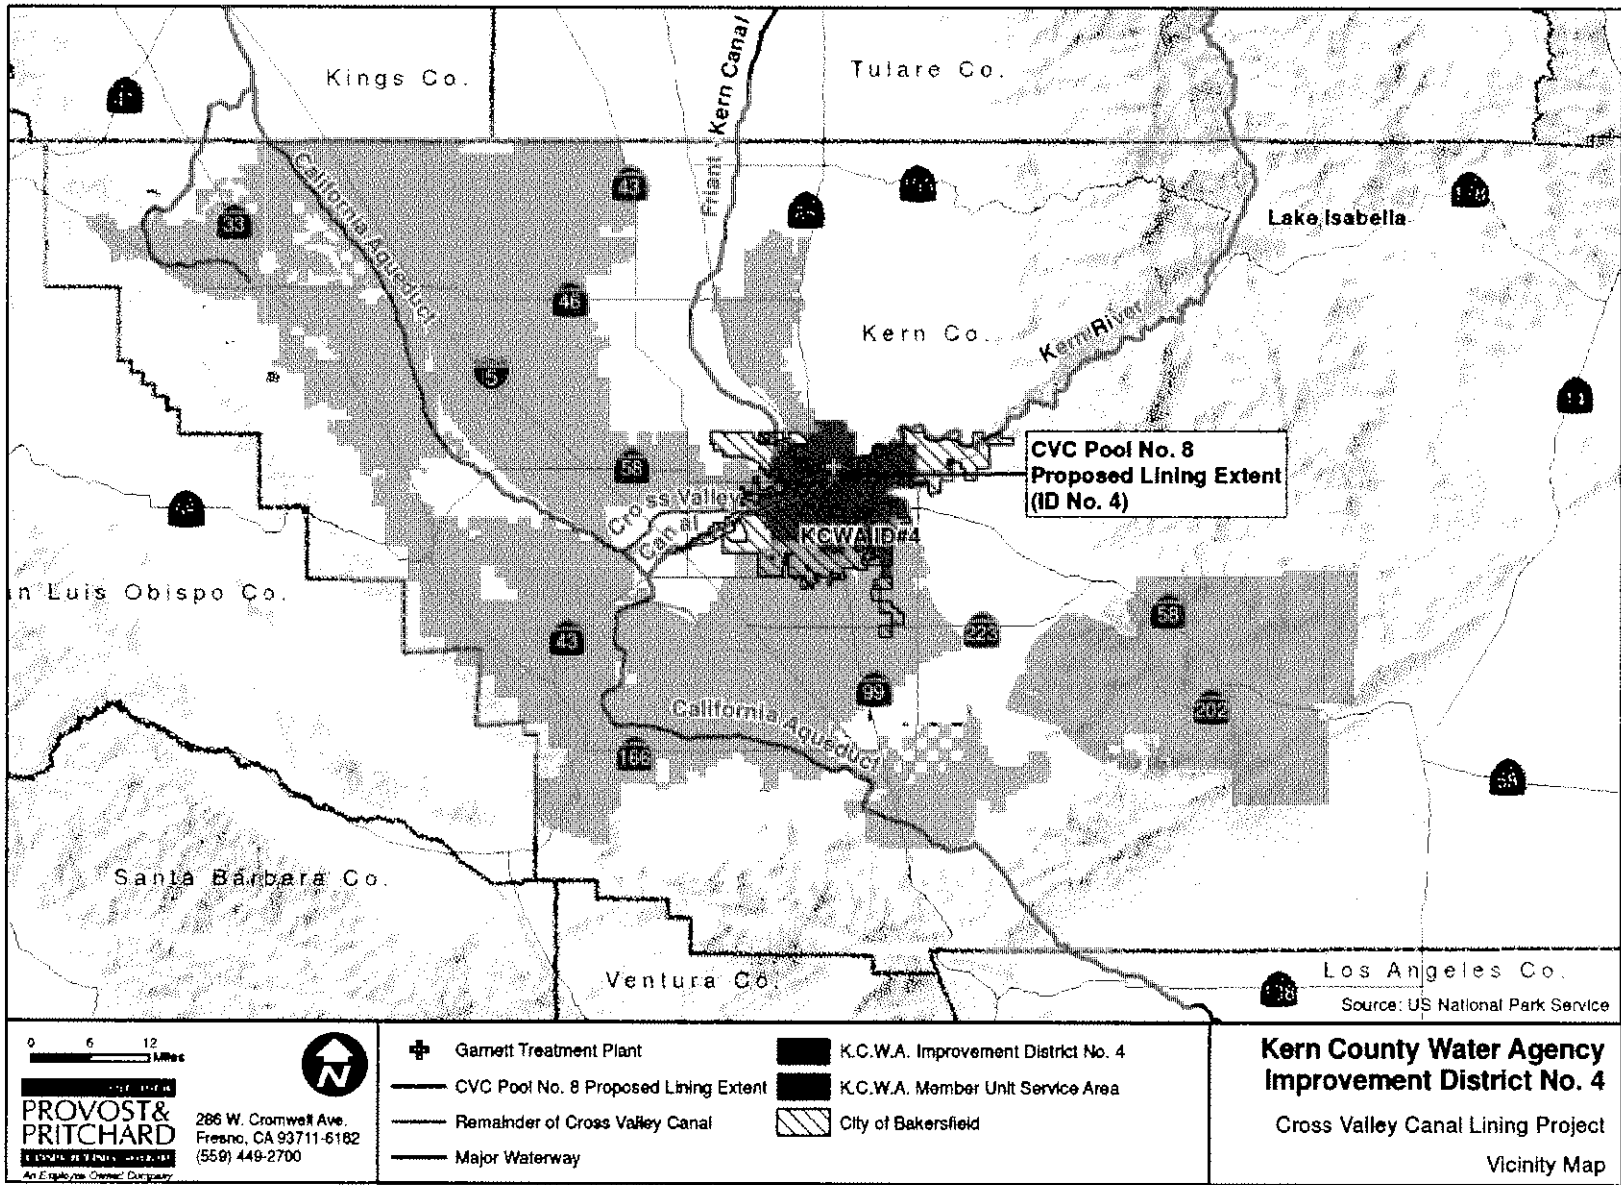 Kings Co.
Tulare Co.
Friant - Kern Canal
California Aqueduct
43
33
46
5
Lake Isabella
Kern Co.
Kern River
58
CVC Pool No. 8
Proposed Lining Extent
(ID No. 4)
Cross Valley
Canal
KCWA ID#4
n Luis Obispo Co.
43
223
58
99
202
California Aqueduct
166
Santa Barbara Co.
Ventura Co.
Los Angeles Co.
Source: US National Park Service
0 6 12
Miles
N
PROVOST&
PRITCHARD
An Employee Owned Company
286 W. Cromwell Ave.
Fresno, CA 93711-6162
(559) 449-2700
Garnett Treatment Plant
CVC Pool No. 8 Proposed Lining Extent
Remainder of Cross Valley Canal
Major Waterway
K.C.W.A. Improvement District No. 4
K.C.W.A. Member Unit Service Area
City of Bakersfield
Kern County Water Agency
Improvement District No. 4
Cross Valley Canal Lining Project
Vicinity Map